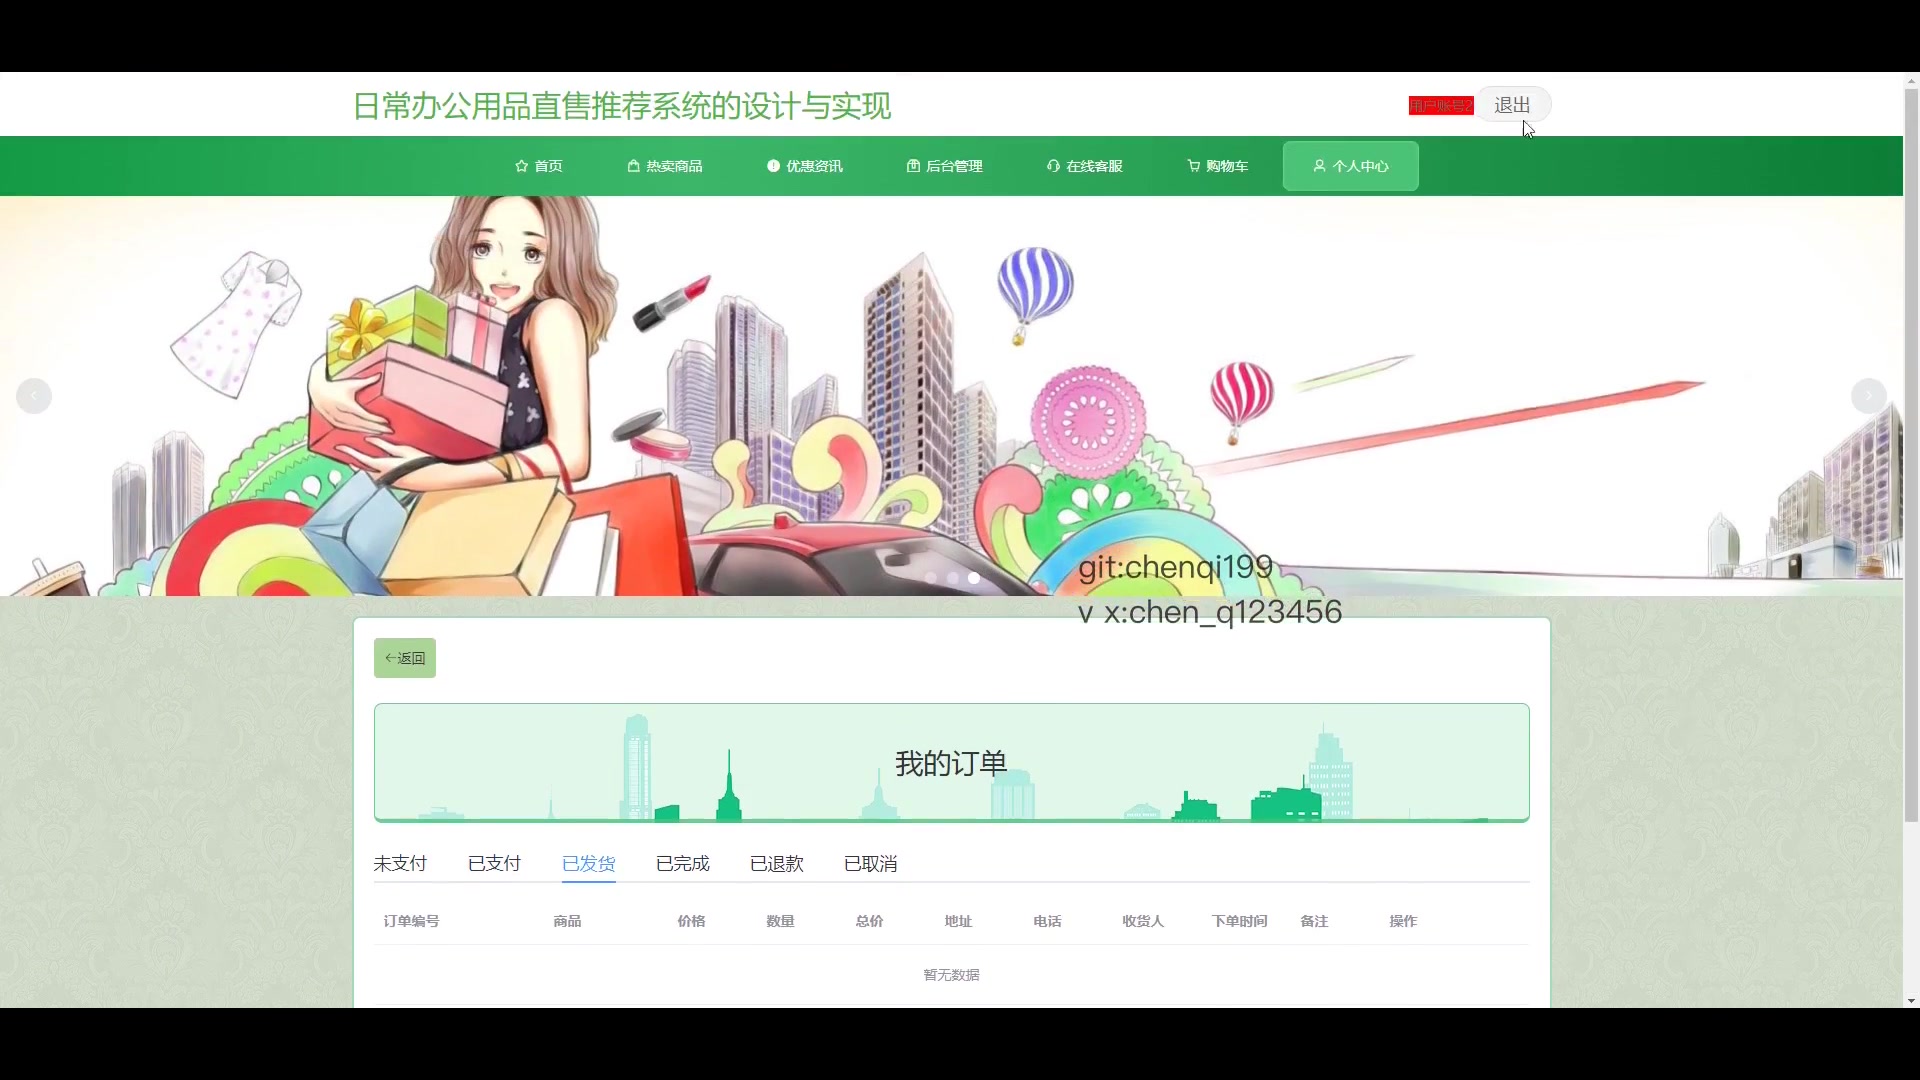 日常办公用品直售推荐系统的设计与实现
用户账号2 退出
首页 热卖商品 优惠资讯 后台管理 在线客服 购物车 个人中心
git:chenqi199
v x:chen_q123456
←返回
我的订单
未支付 已支付 已发货 已完成 已退款 已取消
订单编号 商品 价格 数量 总价 地址 电话 收货人 下单时间 备注 操作
暂无数据